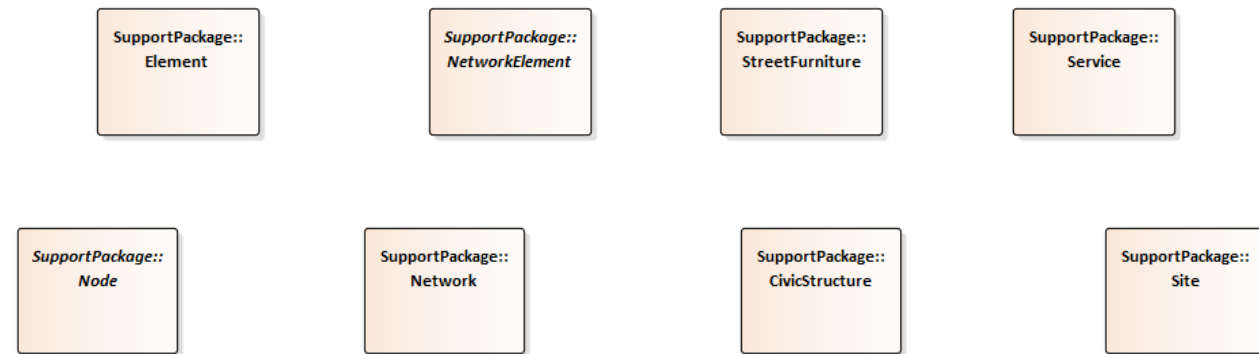 SupportPackage::
Element
SupportPackage::
NetworkElement
SupportPackage::
StreetFurniture
SupportPackage::
Service
SupportPackage::
Node
SupportPackage::
Network
SupportPackage::
CivicStructure
SupportPackage::
Site